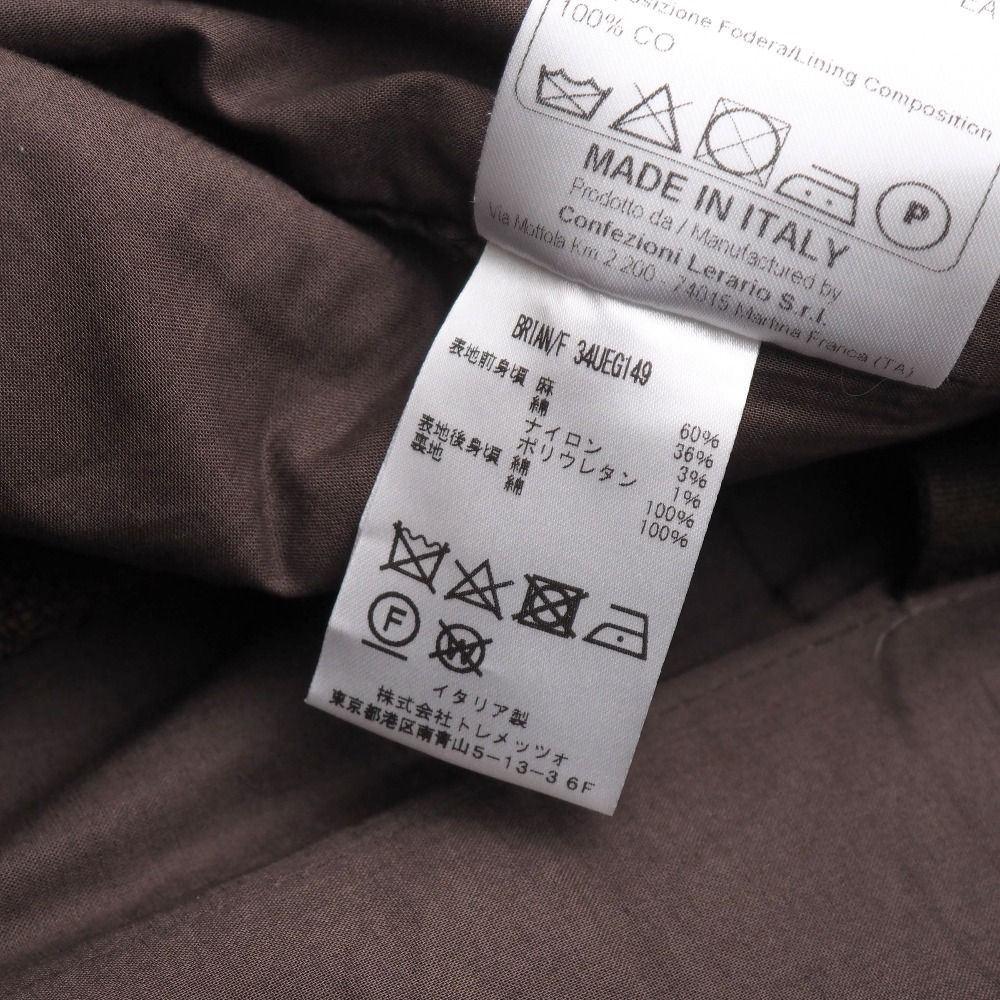 EA
100% CO
Fodera/Lining Composition
P
MADE IN ITALY
Prodotto da / Manufactured by
Confezioni Lerario S.r.l.
Via Mottola Km 2.200 - 74015 Martina Franca (TA)
BRIAN/F 34UEG149
表地前身頃 麻 60%
綿 36%
ナイロン 3%
ポリウレタン 1%
表地後身頃 綿 100%
裏地 綿 100%
F
W
イタリア製
株式会社トレメッツォ
東京都港区南青山5-13-3 6F